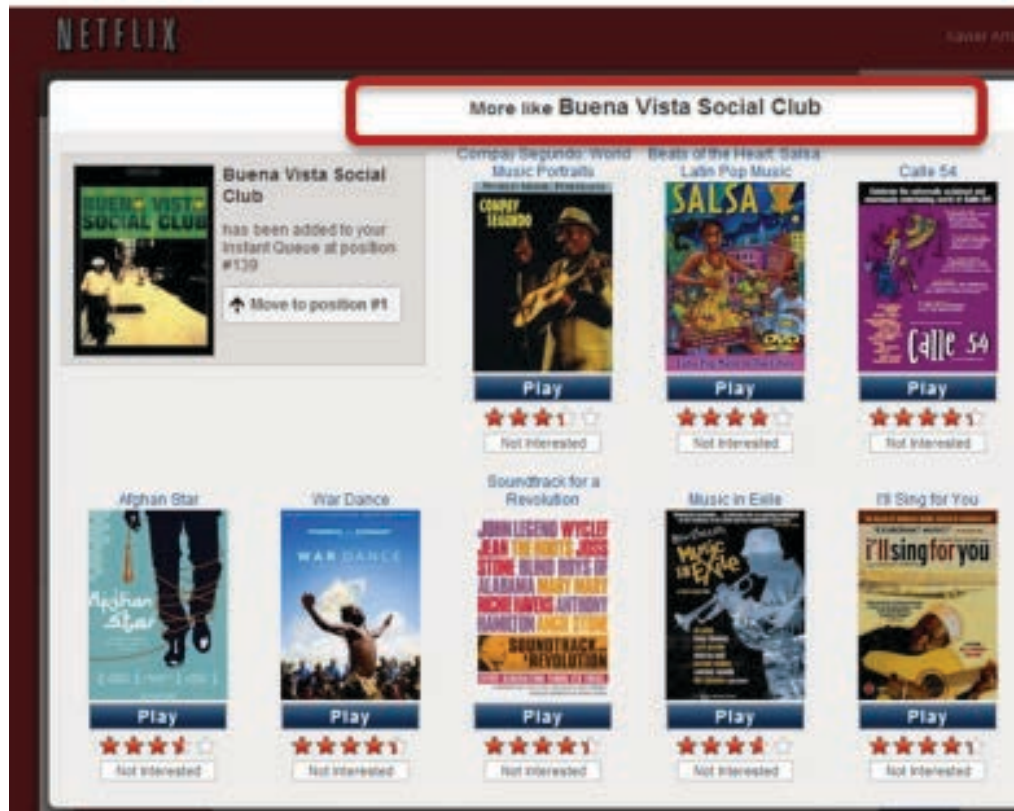 NETFLIX
More like Buena Vista Social Club
Buena Vista Social
Club
has been added to your
Instant Queue at position
#139
Move to position #1
BUENA VISTA
SOCIAL CLUB
Compay Segundo: World
Music Portraits
COMPAY
SEGUNDO
Play
Not Interested
Beats of the Heart: Salsa
Latin Pop Music
SALSA
DVD
Play
Not Interested
Calle 54
Calle 54
Play
Not Interested
Afghan Star
Afghan
Star
Play
Not Interested
War Dance
WAR DANCE
Play
Not Interested
Soundtrack for a
Revolution
JOHN LEGEND WYCLEF
JEAN THE ROOTS JOSS
STONE BLIND BOYS OF
ALABAMA MARY MARY
RICHIE HAVENS ANTHONY
HAMILTON ANGIE STONE
SOUNDTRACK
REVOLUTION
Play
Not Interested
Music in Exile
Music
in Exile
Play
Not Interested
I'll Sing for You
i'll sing for you
Play
Not Interested